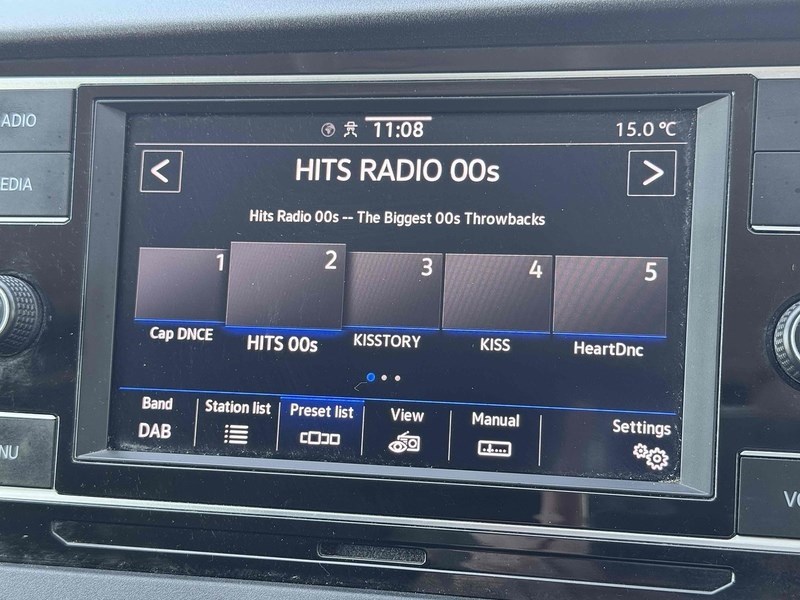 11:08
15.0 °C
ADIO
EDIA
<
HITS RADIO 00s
>
Hits Radio 00s -- The Biggest 00s Throwbacks
1
2
3
4
5
Cap DNCE
HITS 00s
KISSTORY
KISS
HeartDnc
Band
DAB
Station list
Preset list
View
Manual
Settings
NU
VO